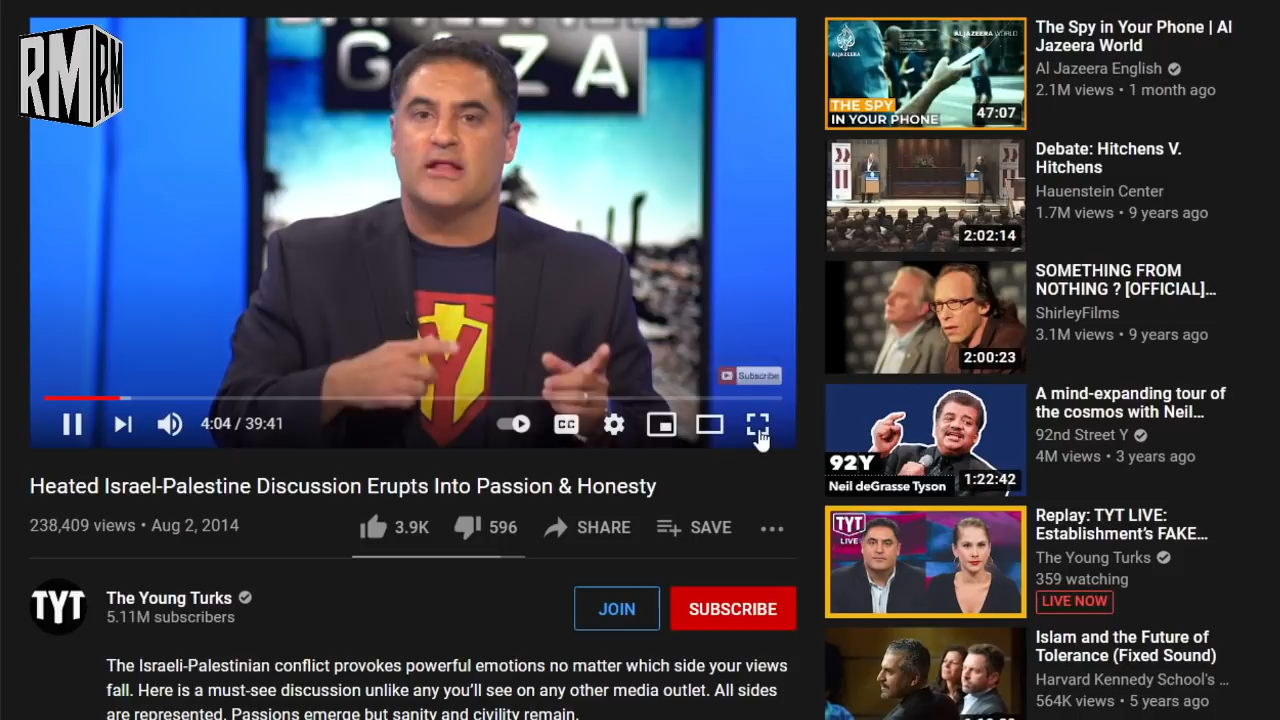 RM
RM
GAZA
Subscribe
4:04 / 39:41
CC
Heated Israel-Palestine Discussion Erupts Into Passion & Honesty
238,409 views • Aug 2, 2014
3.9K
596
SHARE
SAVE
TYT
The Young Turks
5.11M subscribers
JOIN
SUBSCRIBE
The Israeli-Palestinian conflict provokes powerful emotions no matter which side your views
fall. Here is a must-see discussion unlike any you'll see on any other media outlet. All sides
are represented. Passions emerge but sanity and civility remain.
ALJAZEERA
ALJAZEERA WORLD
THE SPY
IN YOUR PHONE
47:07
The Spy in Your Phone | Al
Jazeera World
Al Jazeera English
2.1M views • 1 month ago
2:02:14
Debate: Hitchens V.
Hitchens
Hauenstein Center
1.7M views • 9 years ago
2:00:23
SOMETHING FROM
NOTHING ? [OFFICIAL]...
ShirleyFilms
3.1M views • 9 years ago
92Y
Neil deGrasse Tyson
1:22:42
A mind-expanding tour of
the cosmos with Neil...
92nd Street Y
4M views • 3 years ago
TYT
LIVE
Replay: TYT LIVE:
Establishment's FAKE...
The Young Turks
359 watching
LIVE NOW
Islam and the Future of
Tolerance (Fixed Sound)
Harvard Kennedy School's ...
564K views • 5 years ago